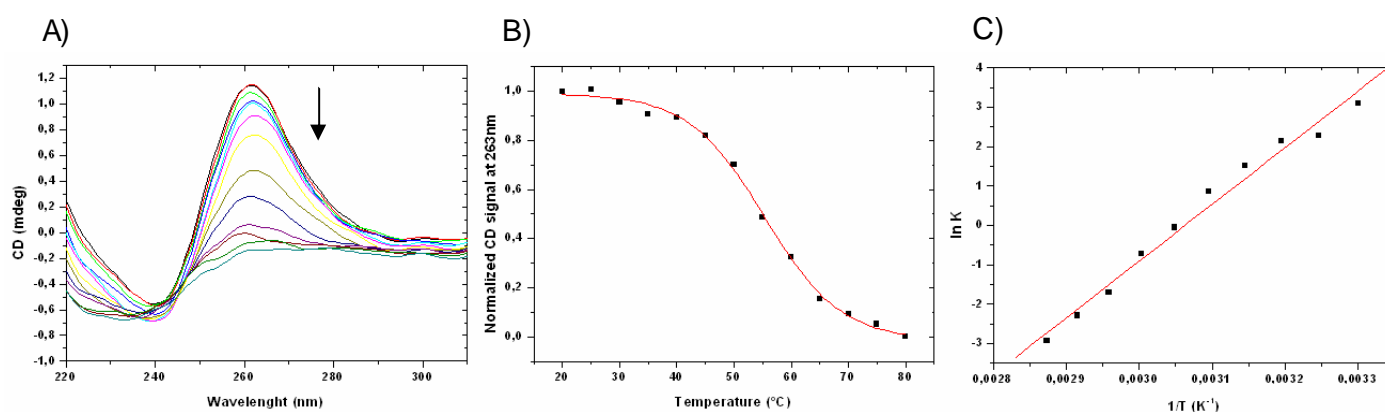 A)
1,2
1,0
0,8
0,6
0,4
0,2
0,0
-0,2
-0,4
-0,6
-0,8
-1,0
CD (mdeg)
220 240 260 280 300
Wavelenght (nm)
B)
1,0
0,8
0,6
0,4
0,2
0,0
Normalized CD signal at 263nm
20 30 40 50 60 70 80
Temperature (°C)
C)
4
3
2
1
0
-1
-2
-3
ln K
0,0028 0,0029 0,0030 0,0031 0,0032 0,0033
1/T (K⁻¹)